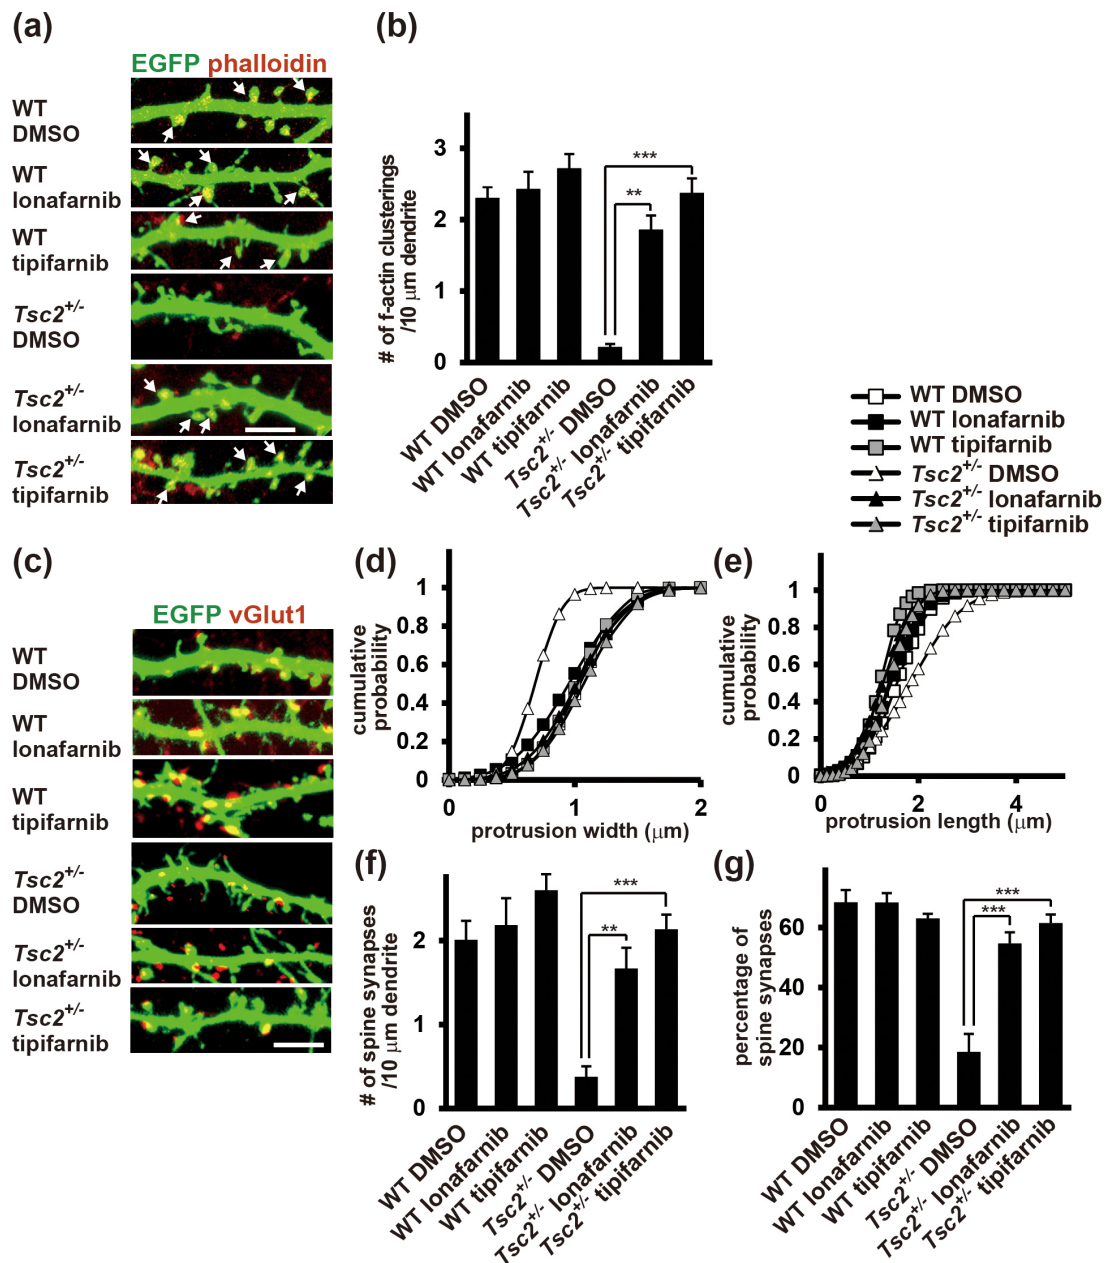 (a)
EGFP phalloidin
WT
DMSO
WT
lonafarnib
WT
tipifarnib
Tsc2+/-
DMSO
Tsc2+/-
lonafarnib
Tsc2+/-
tipifarnib
(b)
# of f-actin clusterings
/10 μm dendrite
3
2
1
0
***
**
WT DMSO
WT lonafarnib
WT tipifarnib
Tsc2+/- DMSO
Tsc2+/- lonafarnib
Tsc2+/- tipifarnib
WT DMSO
WT lonafarnib
WT tipifarnib
Tsc2+/- DMSO
Tsc2+/- lonafarnib
Tsc2+/- tipifarnib
(c)
EGFP vGlut1
WT
DMSO
WT
lonafarnib
WT
tipifarnib
Tsc2+/-
DMSO
Tsc2+/-
lonafarnib
Tsc2+/-
tipifarnib
(d)
cumulative
probability
1
0.8
0.6
0.4
0.2
0
0 1 2
protrusion width (μm)
(e)
cumulative
probability
1
0.8
0.6
0.4
0.2
0
0 2 4
protrusion length (μm)
(f)
# of spine synapses
/10 μm dendrite
2
1
0
***
**
WT DMSO
WT lonafarnib
WT tipifarnib
Tsc2+/- DMSO
Tsc2+/- lonafarnib
Tsc2+/- tipifarnib
(g)
percentage of
spine synapses
60
40
20
0
***
***
WT DMSO
WT lonafarnib
WT tipifarnib
Tsc2+/- DMSO
Tsc2+/- lonafarnib
Tsc2+/- tipifarnib